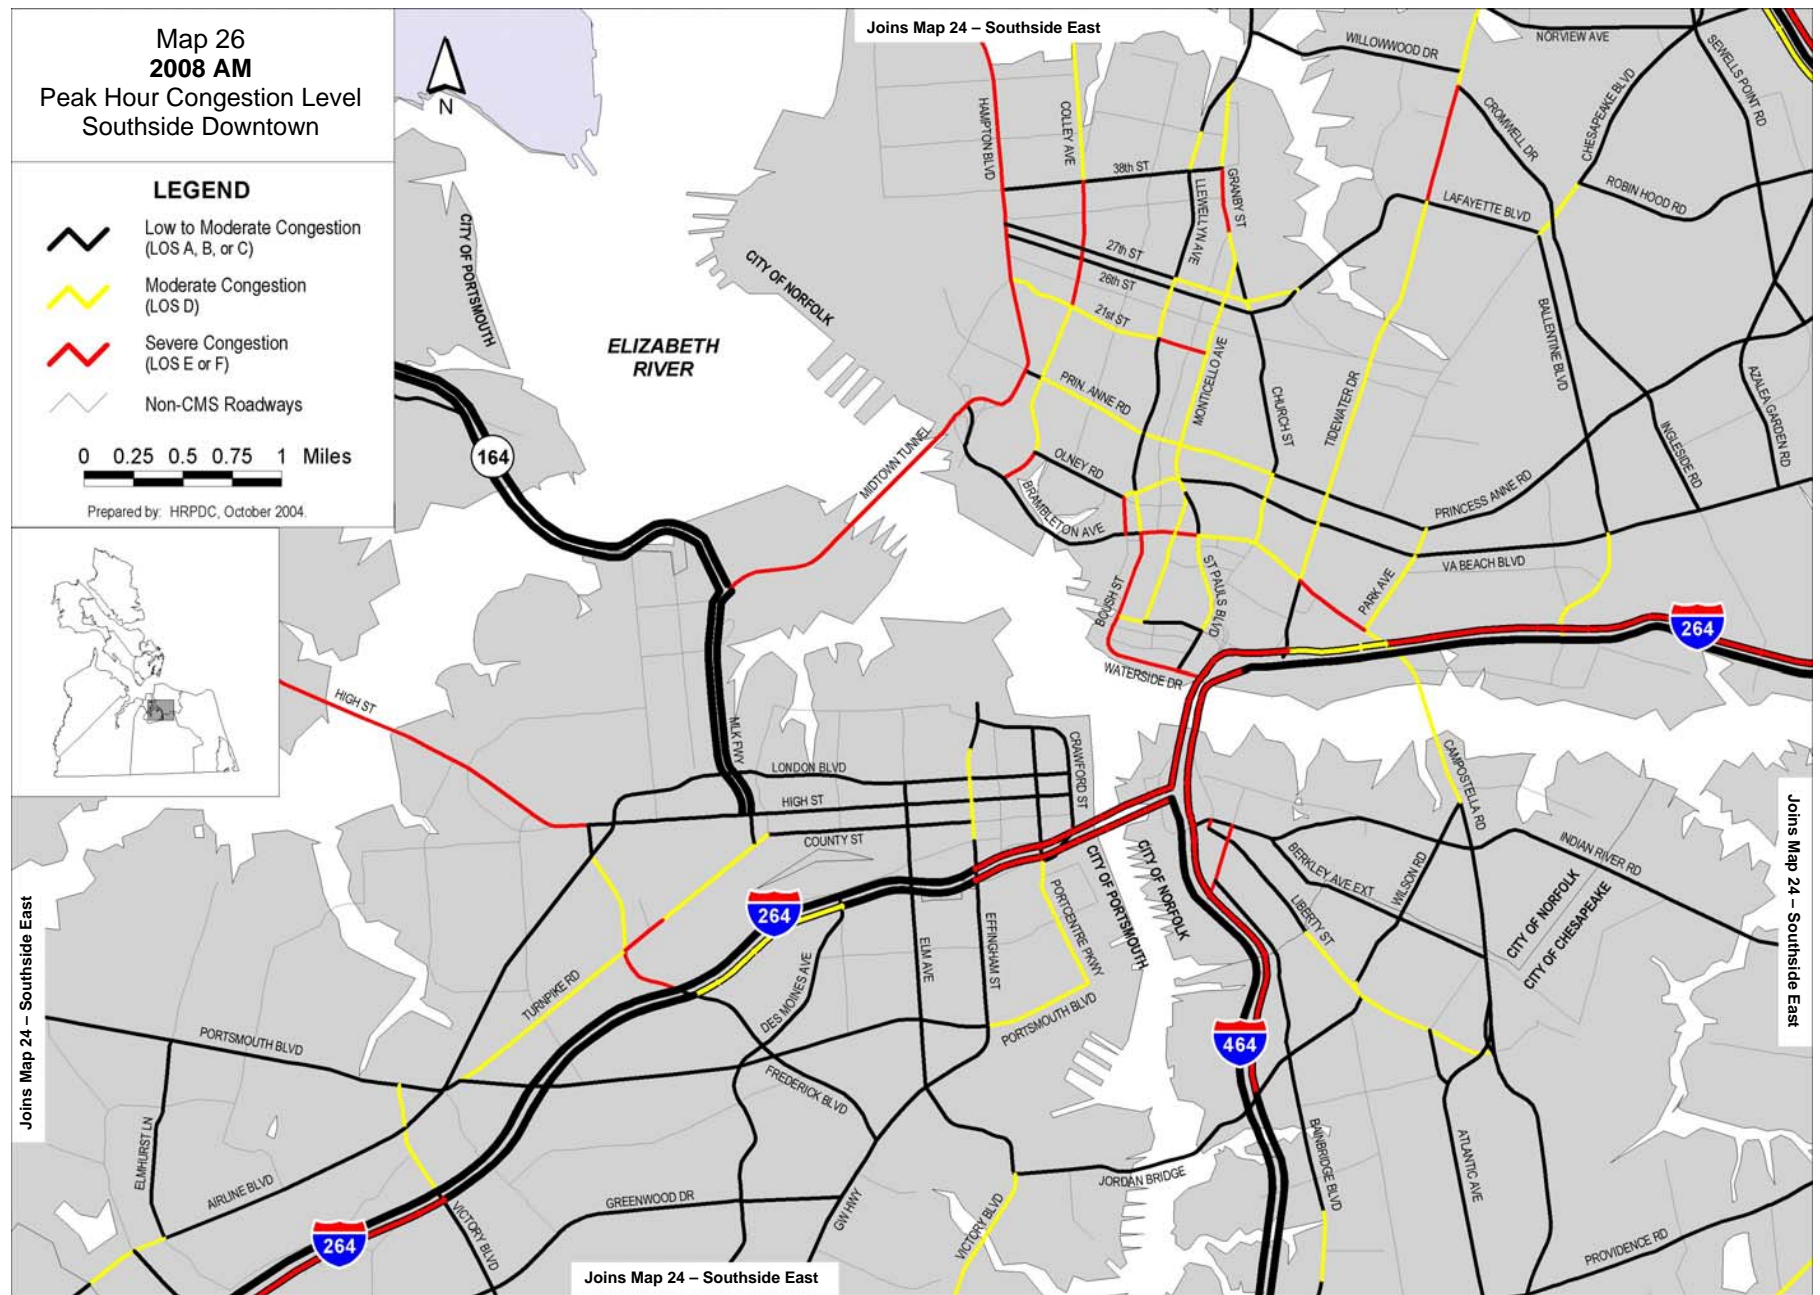 Map 26
2008 AM
Peak Hour Congestion Level
Southside Downtown
LEGEND
Low to Moderate Congestion
(LOS A, B, or C)
Moderate Congestion
(LOS D)
Severe Congestion
(LOS E or F)
Non-CMS Roadways
0 0.25 0.5 0.75 1 Miles
Prepared by: HRPDC, October 2004.
N
Joins Map 24 – Southside East
WILLOWWOOD DR
NORVIEW AVE
SEWELLS POINT RD
CHESAPEAKE BLVD
CROMWELL DR
HAMPTON BLVD
COLLEY AVE
38th ST
LLEWELLYN AVE
GRANBY ST
ROBIN HOOD RD
LAFAYETTE BLVD
CITY OF PORTSMOUTH
CITY OF NORFOLK
27th ST
26th ST
21st ST
ELIZABETH
RIVER
BALLENTINE BLVD
MONTICELLO AVE
PRIN. ANNE RD
CHURCH ST
TIDEWATER DR
AZALEA GARDEN RD
INGLESIDE RD
164
MIDTOWN TUNNEL
OLNEY RD
BRAMBLETON AVE
PRINCESS ANNE RD
VA BEACH BLVD
ST PAULS BLVD
BOUSH ST
PARK AVE
264
WATERSIDE DR
HIGH ST
MLK FWY
CRAWFORD ST
LONDON BLVD
HIGH ST
COUNTY ST
CAMPOSTELLA RD
INDIAN RIVER RD
BERKLEY AVE EXT
WILSON RD
CITY OF PORTSMOUTH
CITY OF NORFOLK
CITY OF NORFOLK
CITY OF CHESAPEAKE
LIBERTY ST
264
PORTCENTRE PKWY
EFFINGHAM ST
ELM AVE
DES MOINES AVE
TURNPIKE RD
PORTSMOUTH BLVD
PORTSMOUTH BLVD
464
FREDERICK BLVD
ELMHURST LN
AIRLINE BLVD
VICTORY BLVD
GREENWOOD DR
GW HWY
JORDAN BRIDGE
VICTORY BLVD
BAINBRIDGE BLVD
ATLANTIC AVE
PROVIDENCE RD
264
Joins Map 24 – Southside East
Joins Map 24 – Southside East
Joins Map 24 – Southside East